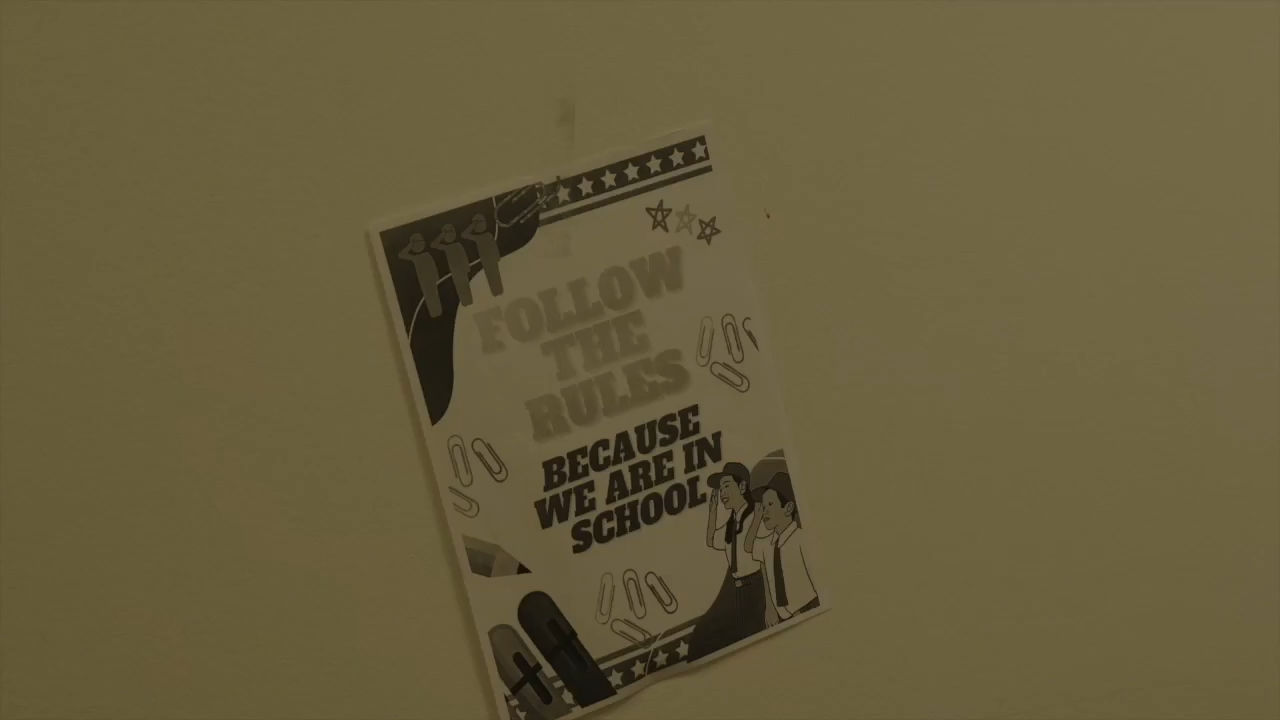 FOLLOW
THE
RULES
BECAUSE
WE ARE IN
SCHOOL